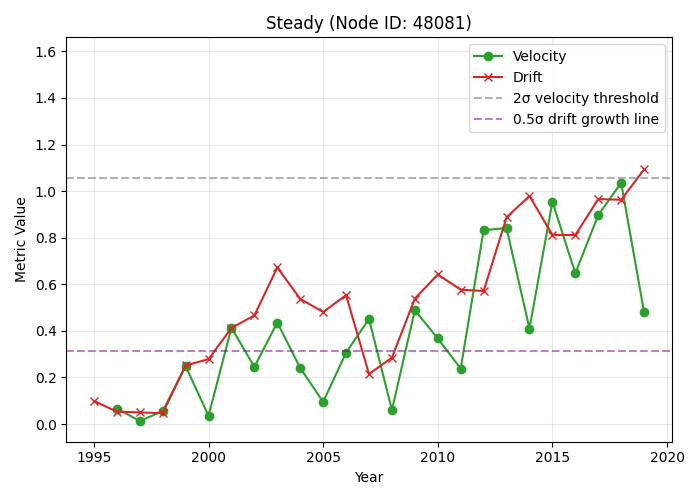 Steady (Node ID: 48081)
Velocity
Drift
2σ velocity threshold
0.5σ drift growth line
Metric Value
1.6
1.4
1.2
1.0
0.8
0.6
0.4
0.2
0.0
1995 2000 2005 2010 2015 2020
Year